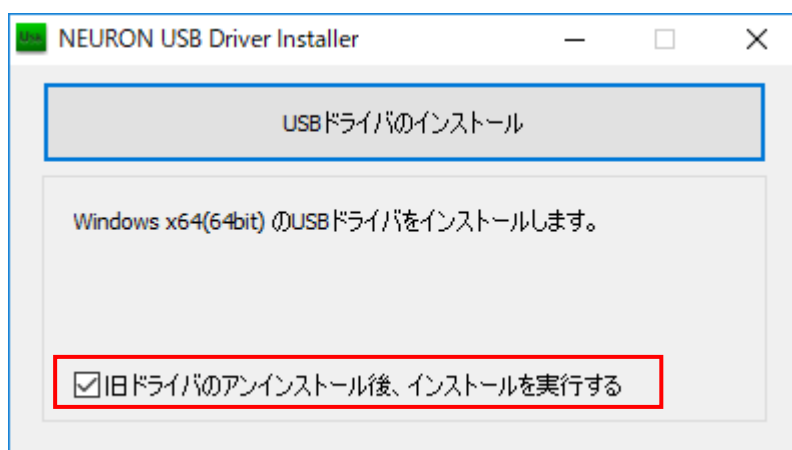 Usb NEURON USB Driver Installer
USBドライバのインストール
Windows x64(64bit) のUSBドライバをインストールします。
旧ドライバのアンインストール後、インストールを実行する